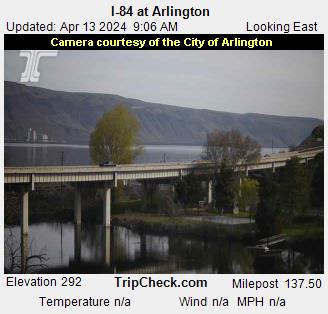 I-84 at Arlington
Updated: Apr 13 2024 9:06 AM Looking East
Camera courtesy of the City of Arlington
Elevation 292 TripCheck.com Milepost 137.50
Temperature n/a Wind n/a MPH n/a